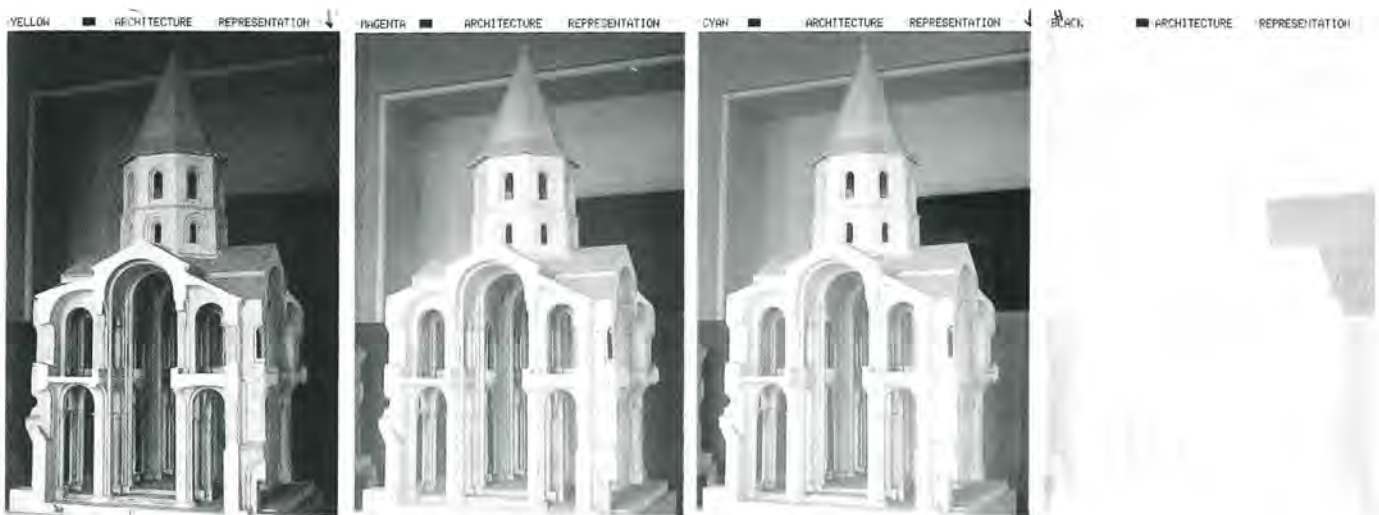 YELLOW ARCHITECTURE REPRESENTATION
MAGENTA ARCHITECTURE REPRESENTATION
CYAN ARCHITECTURE REPRESENTATION
BLACK ARCHITECTURE REPRESENTATION